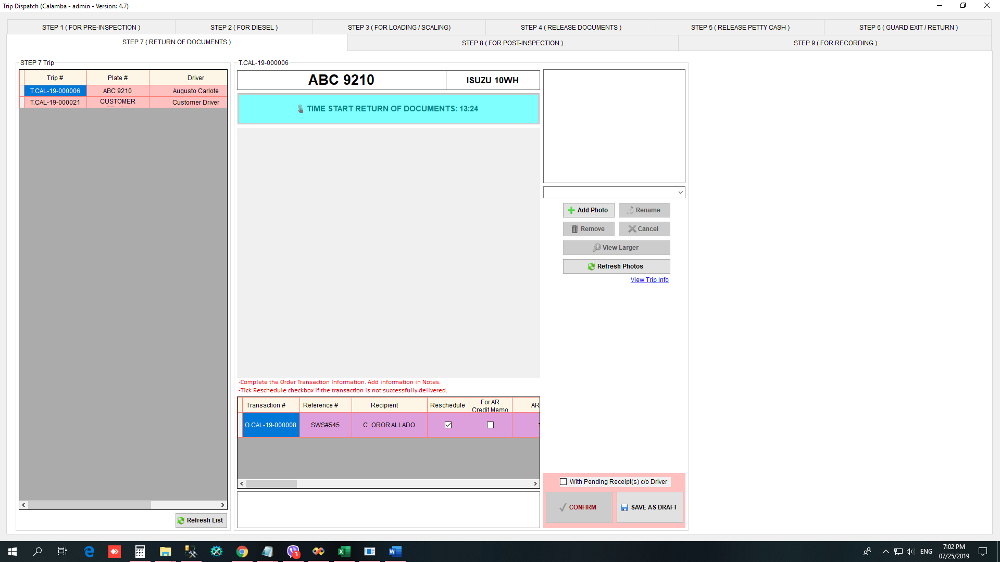 Trip Dispatch (Calamba - admin - Version: 4.7)
STEP 1 ( FOR PRE-INSPECTION )
STEP 2 ( FOR DIESEL )
STEP 3 ( FOR LOADING / SCALING)
STEP 4 ( RELEASE DOCUMENTS )
STEP 5 ( RELEASE PETTY CASH )
STEP 6 ( GUARD EXIT / RETURN )
STEP 7 ( RETURN OF DOCUMENTS )
STEP 8 ( FOR POST-INSPECTION )
STEP 9 ( FOR RECORDING )
STEP 7 Trip
Trip # Plate # Driver
T.CAL-19-000006 ABC 9210 Augusto Carlote
T.CAL-19-000021 CUSTOMER Customer Driver
Refresh List
T.CAL-19-000006
ABC 9210
ISUZU 10WH
TIME START RETURN OF DOCUMENTS: 13:24
-Complete the Order Transaction Information. Add information in Notes.
-Tick Reschedule checkbox if the transaction is not successfully delivered.
Transaction # Reference # Recipient Reschedule For AR Credit Memo AR
O.CAL-19-000008 SWS#545 C_OROR ALLADO
Add Photo
Rename
Remove
Cancel
View Larger
Refresh Photos
View Trip Info
With Pending Receipt(s) c/o Driver
CONFIRM
SAVE AS DRAFT
3
ENG
7:02 PM
07/25/2019